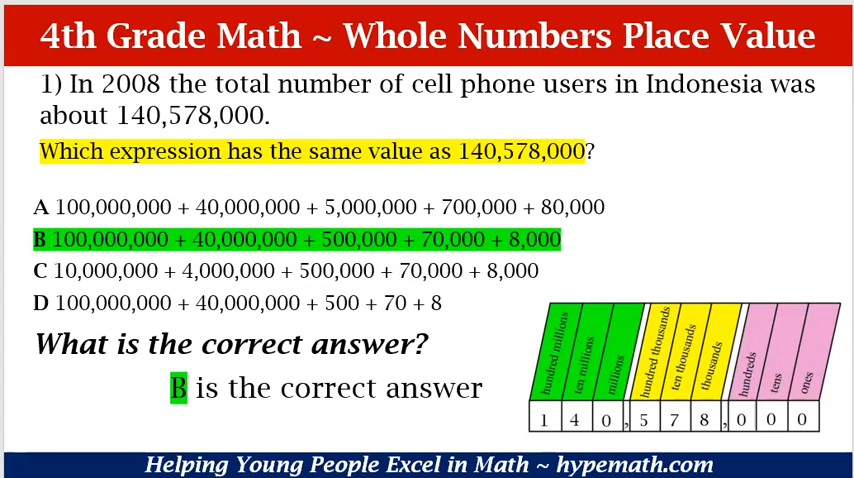 4th Grade Math ~ Whole Numbers Place Value
1) In 2008 the total number of cell phone users in Indonesia was
about 140,578,000.
Which expression has the same value as 140,578,000?
A 100,000,000 + 40,000,000 + 5,000,000 + 700,000 + 80,000
B 100,000,000 + 40,000,000 + 500,000 + 70,000 + 8,000
C 10,000,000 + 4,000,000 + 500,000 + 70,000 + 8,000
D 100,000,000 + 40,000,000 + 500 + 70 + 8
What is the correct answer?
B is the correct answer
hundred millions
ten millions
millions
hundred thousands
ten thousands
thousands
hundreds
tens
ones
1 4 0 , 5 7 8 , 0 0 0
Helping Young People Excel in Math ~ hypemath.com